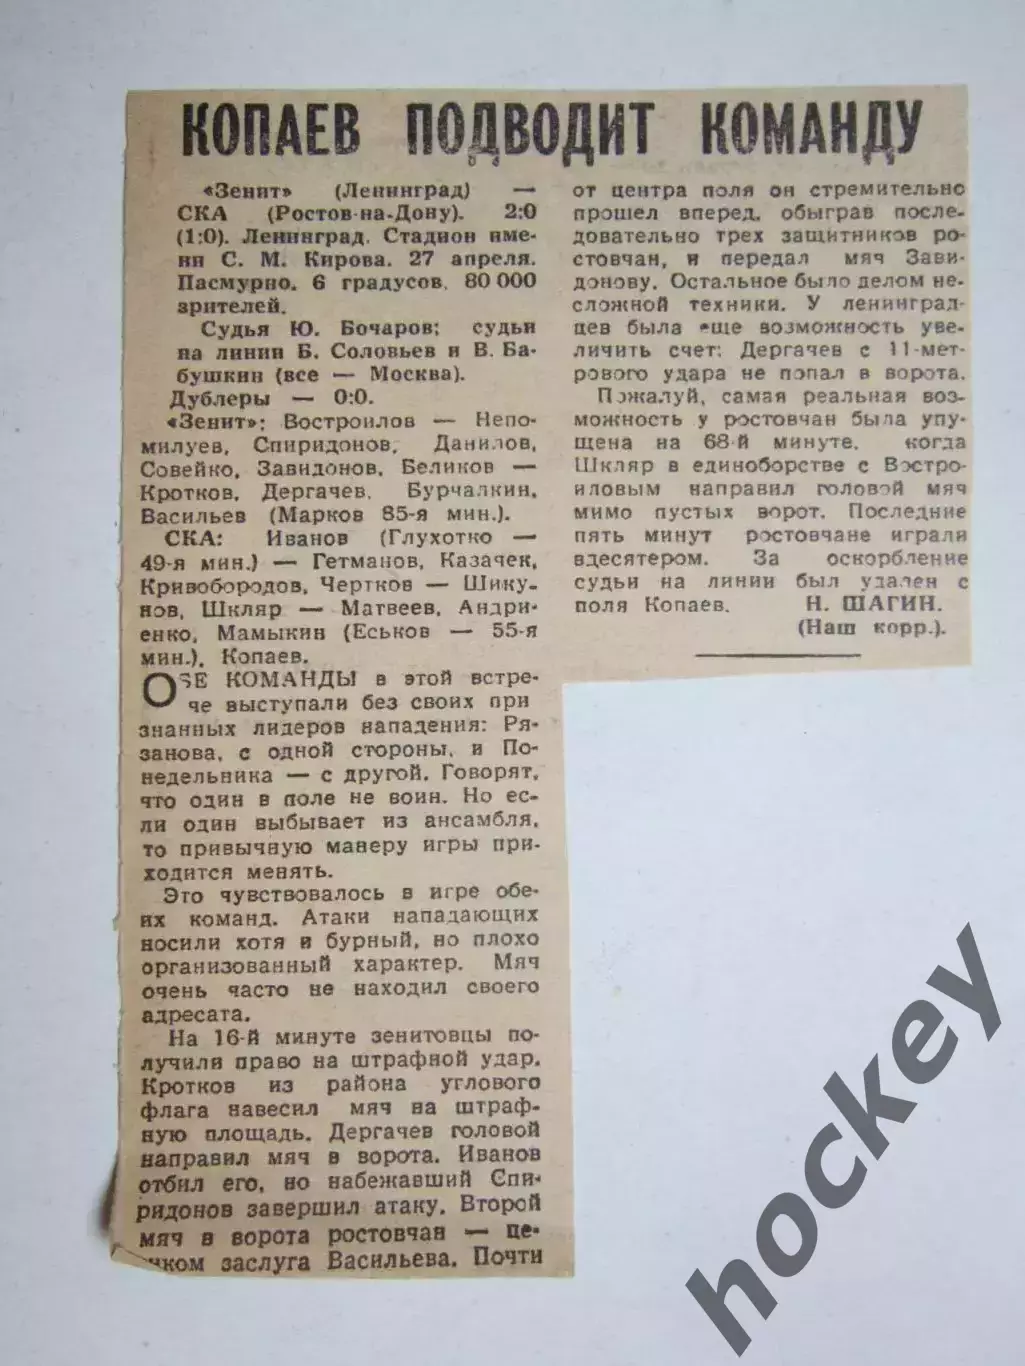 КОПАЕВ ПОДВОДИТ КОМАНДУ
«Зенит» (Ленинград) —
СКА (Ростов-на-Дону). 2:0
(1:0). Ленинград. Стадион име-
ни С. М. Кирова. 27 апреля.
Пасмурно. 6 градусов. 80 000
зрителей.
Судья Ю. Бочаров; судьи
на линии Б. Соловьев и В. Ба-
бушкин (все — Москва).
Дублеры — 0:0.
«Зенит»: Востроилов — Непо-
милуев, Спиридонов, Данилов,
Совейко, Завидонов, Беликов —
Кротков, Дергачев, Бурчалкин,
Васильев (Марков 85-я мин.).
СКА: Иванов (Глухотко —
49-я мин.) — Гетманов, Казачек,
Кривобородов, Чертков — Шику-
нов, Шкляр — Матвеев, Андри-
енко, Мамыкин (Еськов — 55-я
мин.), Копаев.
ОБЕ КОМАНДЫ в этой встре-
че выступали без своих при
знанных лидеров нападения: Ря-
занова, с одной стороны, и По-
недельника — с другой. Говорят,
что один в поле не воин. Но ес-
ли один выбывает из ансамбля,
то привычную манеру игры при-
ходится менять.
Это чувствовалось в игре обе-
их команд. Атаки нападающих
носили хотя и бурный, но плохо
организованный характер. Мяч
очень часто не находил своего
адресата.
На 16-й минуте зенитовцы по-
лучили право на штрафной удар.
Кротков из района углового
флага навесил мяч на штраф-
ную площадь. Дергачев головой
направил мяч в ворота. Иванов
отбил его, но набежавший Спи-
ридонов завершил атаку. Второй
мяч в ворота ростовчан — це-
иком заслуга Васильева. Почти
от центра поля он стремительно
прошел вперед, обыграв после-
довательно трех защитников ро-
стовчан, и передал мяч Зави-
донову. Остальное было делом не-
сложной техники. У ленинград-
цев была еще возможность уве-
личить счет: Дергачев с 11-мет-
рового удара не попал в ворота.
Пожалуй, самая реальная воз-
можность у ростовчан была упу-
щена на 68-й минуте, когда
Шкляр в единоборстве с Востро-
иловым направил головой мяч
мимо пустых ворот. Последние
пять минут ростовчане играли
вдесятером. За оскорбление
судьи на линии был удален с
поля Копаев. Н. ШАГИН.
(Наш корр.).
hockey